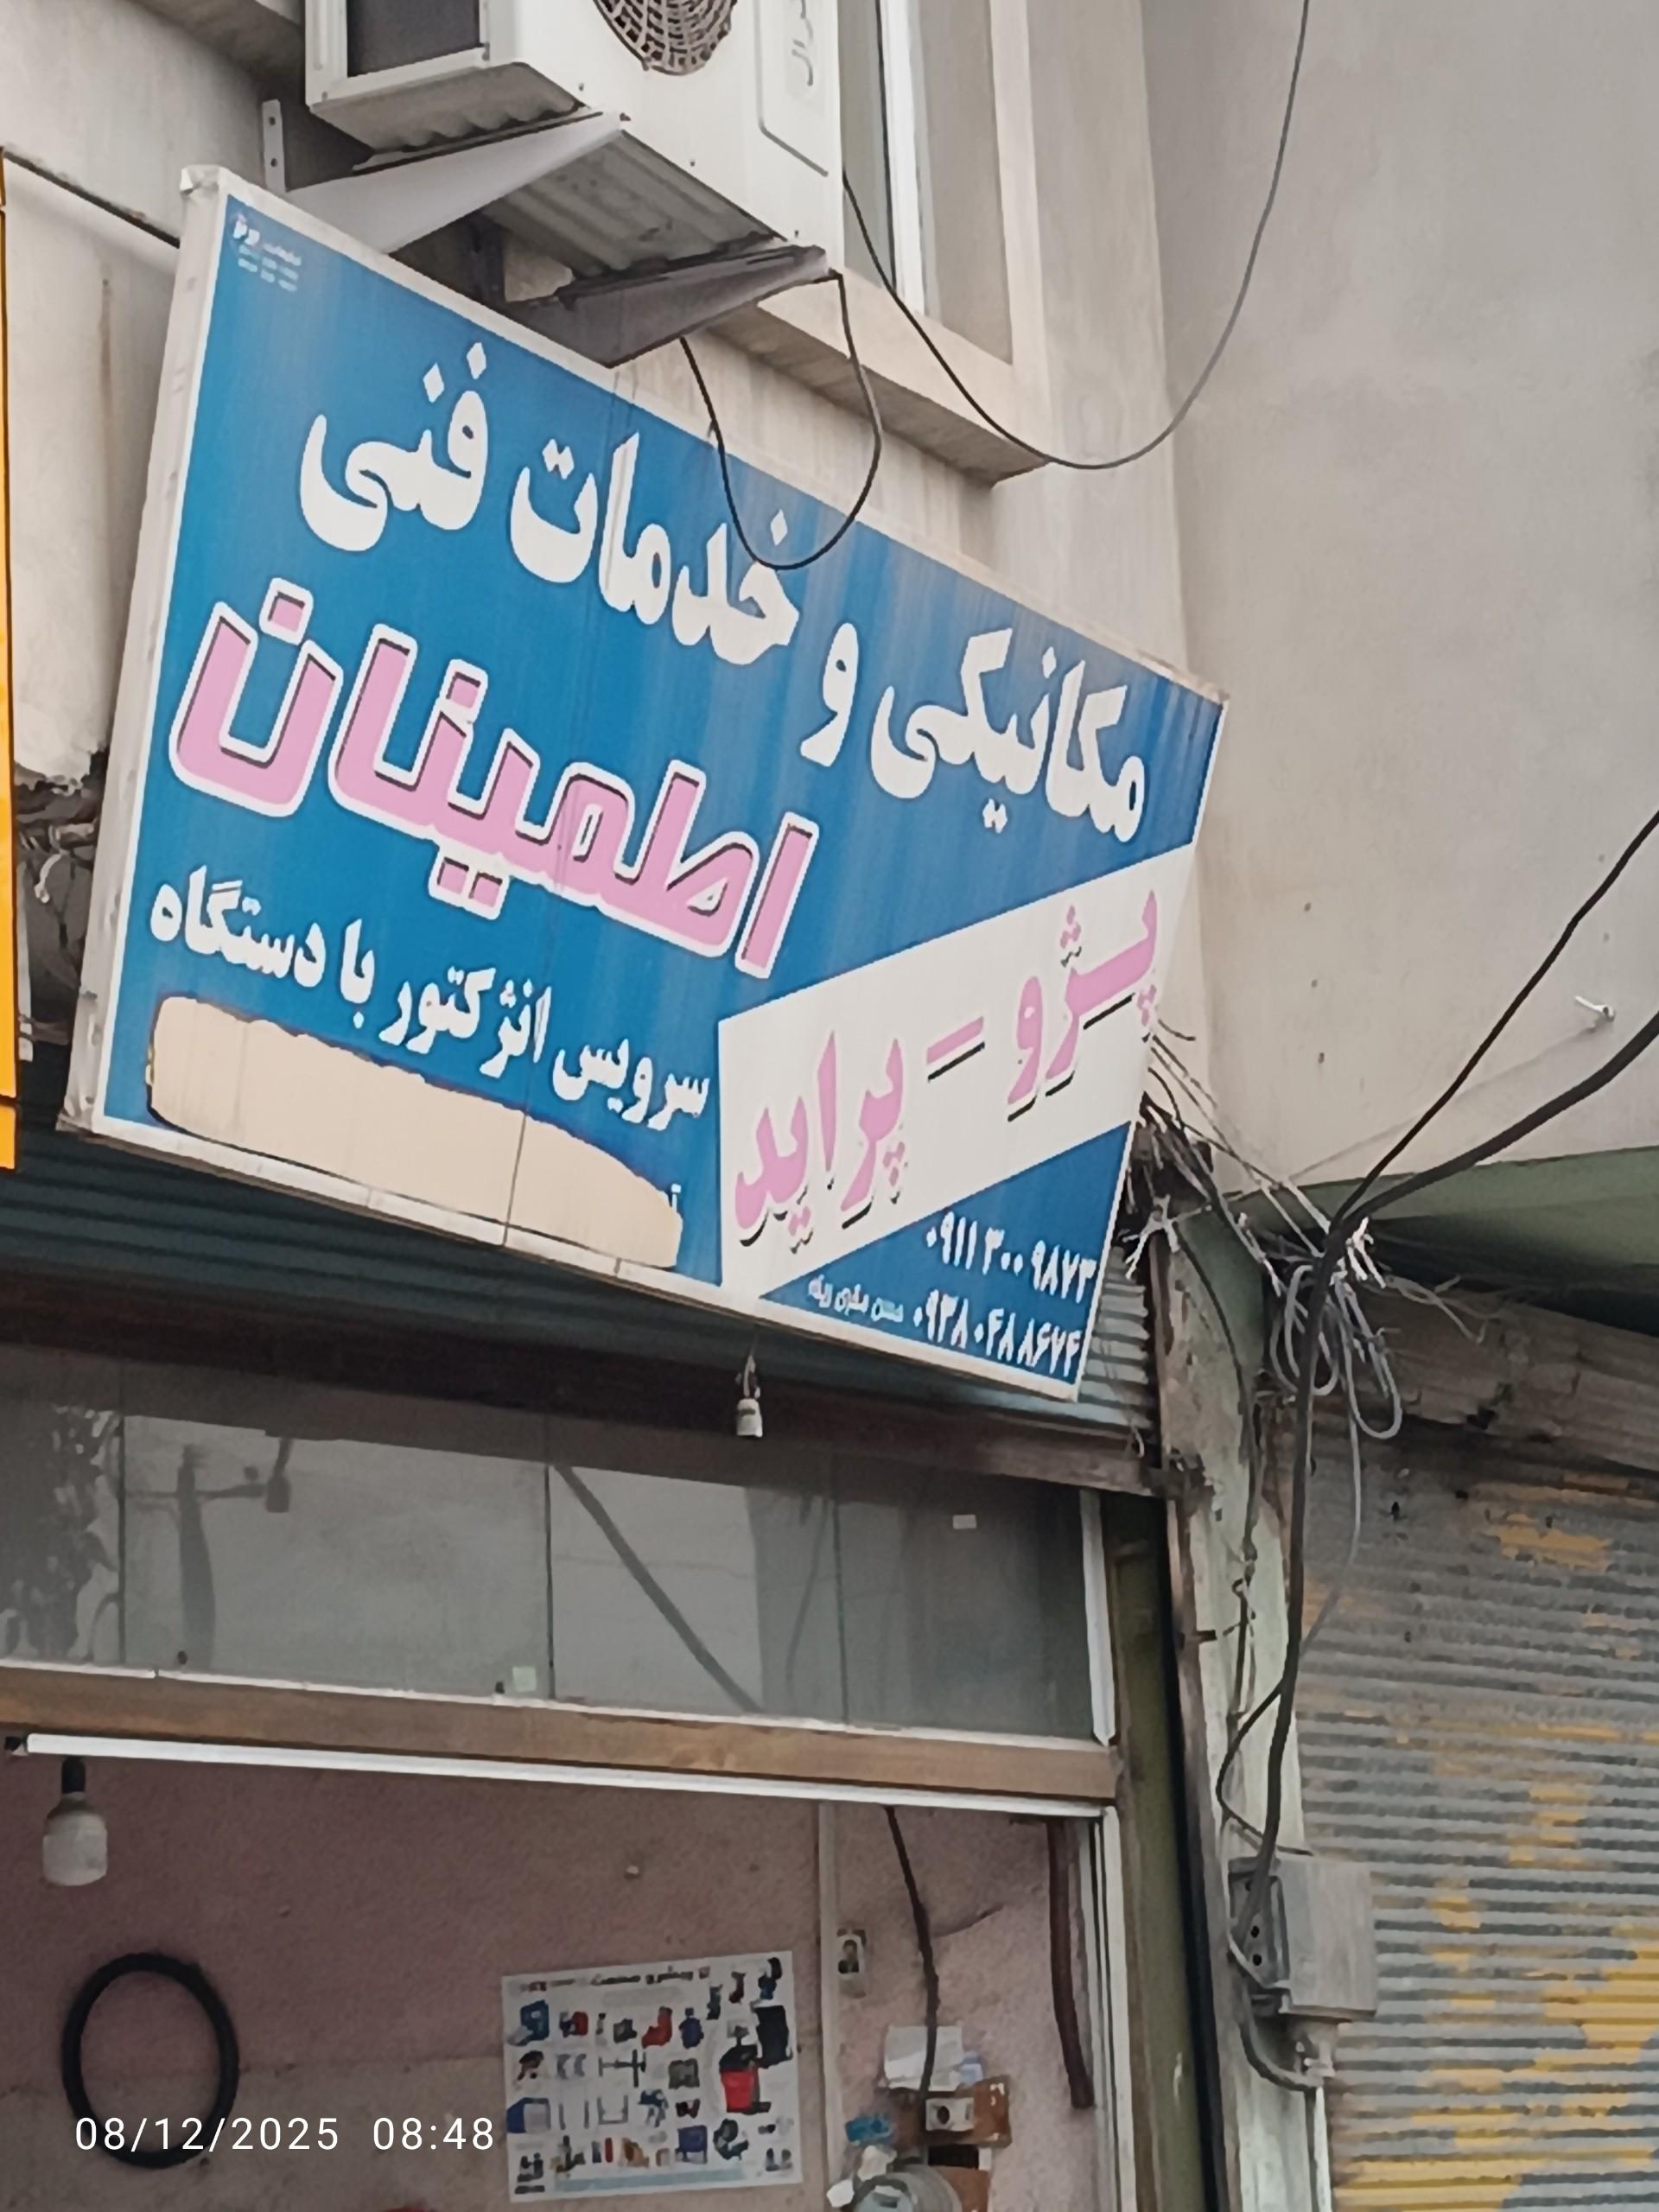 مکانیکی و خدمات فنی
اطمینان
پژو - پراید
سرویس انژکتور با دستگاه
۰۹۱۱ ۳۰۰ ۹۸۷۳
۰۹۳۸ ۰۴۸ ۸۶۷۴
08/12/2025 08:48